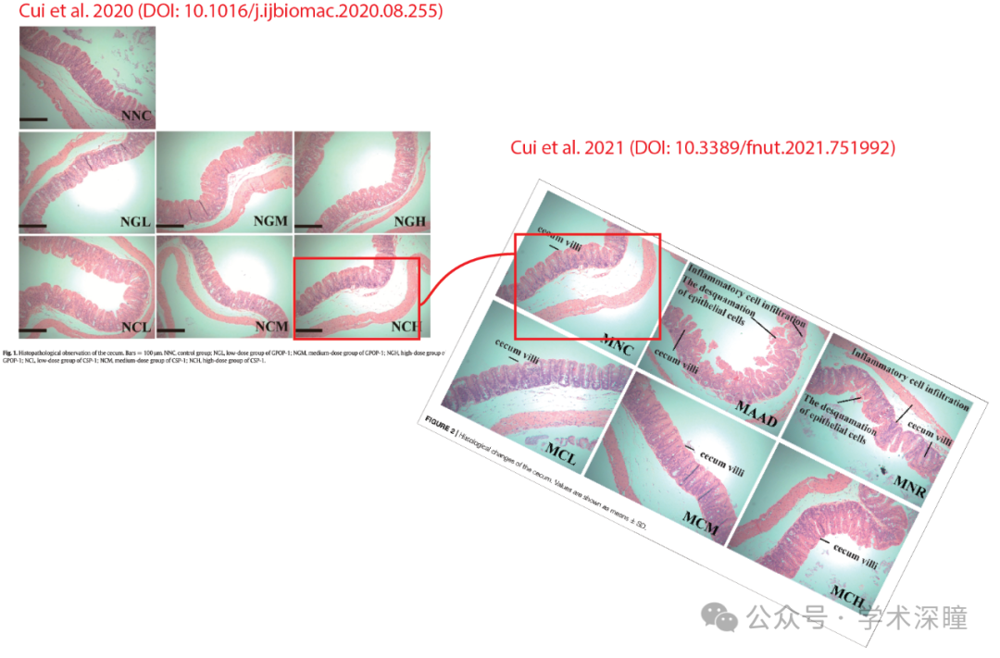 Cui et al. 2020 (DOI: 10.1016/j.ijbiomac.2020.08.255)
NNC
NGL
NGM
NGH
NCL
NCM
NCH
Fig. 1. Histopathological observation of the cecum. Bars = 100 μm. NNC, control group; NGL, low-dose group of GPOP-1; NGM, medium-dose group of GPOP-1; NGH, high-dose group o
GPOP-1; NCL, low-dose group of CSP-1; NCM, medium-dose group of CSP-1; NCH, high-dose group of CSP-1.
Cui et al. 2021 (DOI: 10.3389/fnut.2021.751992)
cecum villi
MNC
Inflammatory cell infiltration
The desquamation
of epithelial cells
cecum villi
MAAD
Inflammatory cell infiltration
The desquamation
of epithelial cells
cecum villi
MNR
cecum villi
MCL
cecum villi
MCM
cecum villi
MCH
FIGURE 2 | Histological changes of the cecum. Values are shown as means ± SD.
公众号 · 学术深瞳